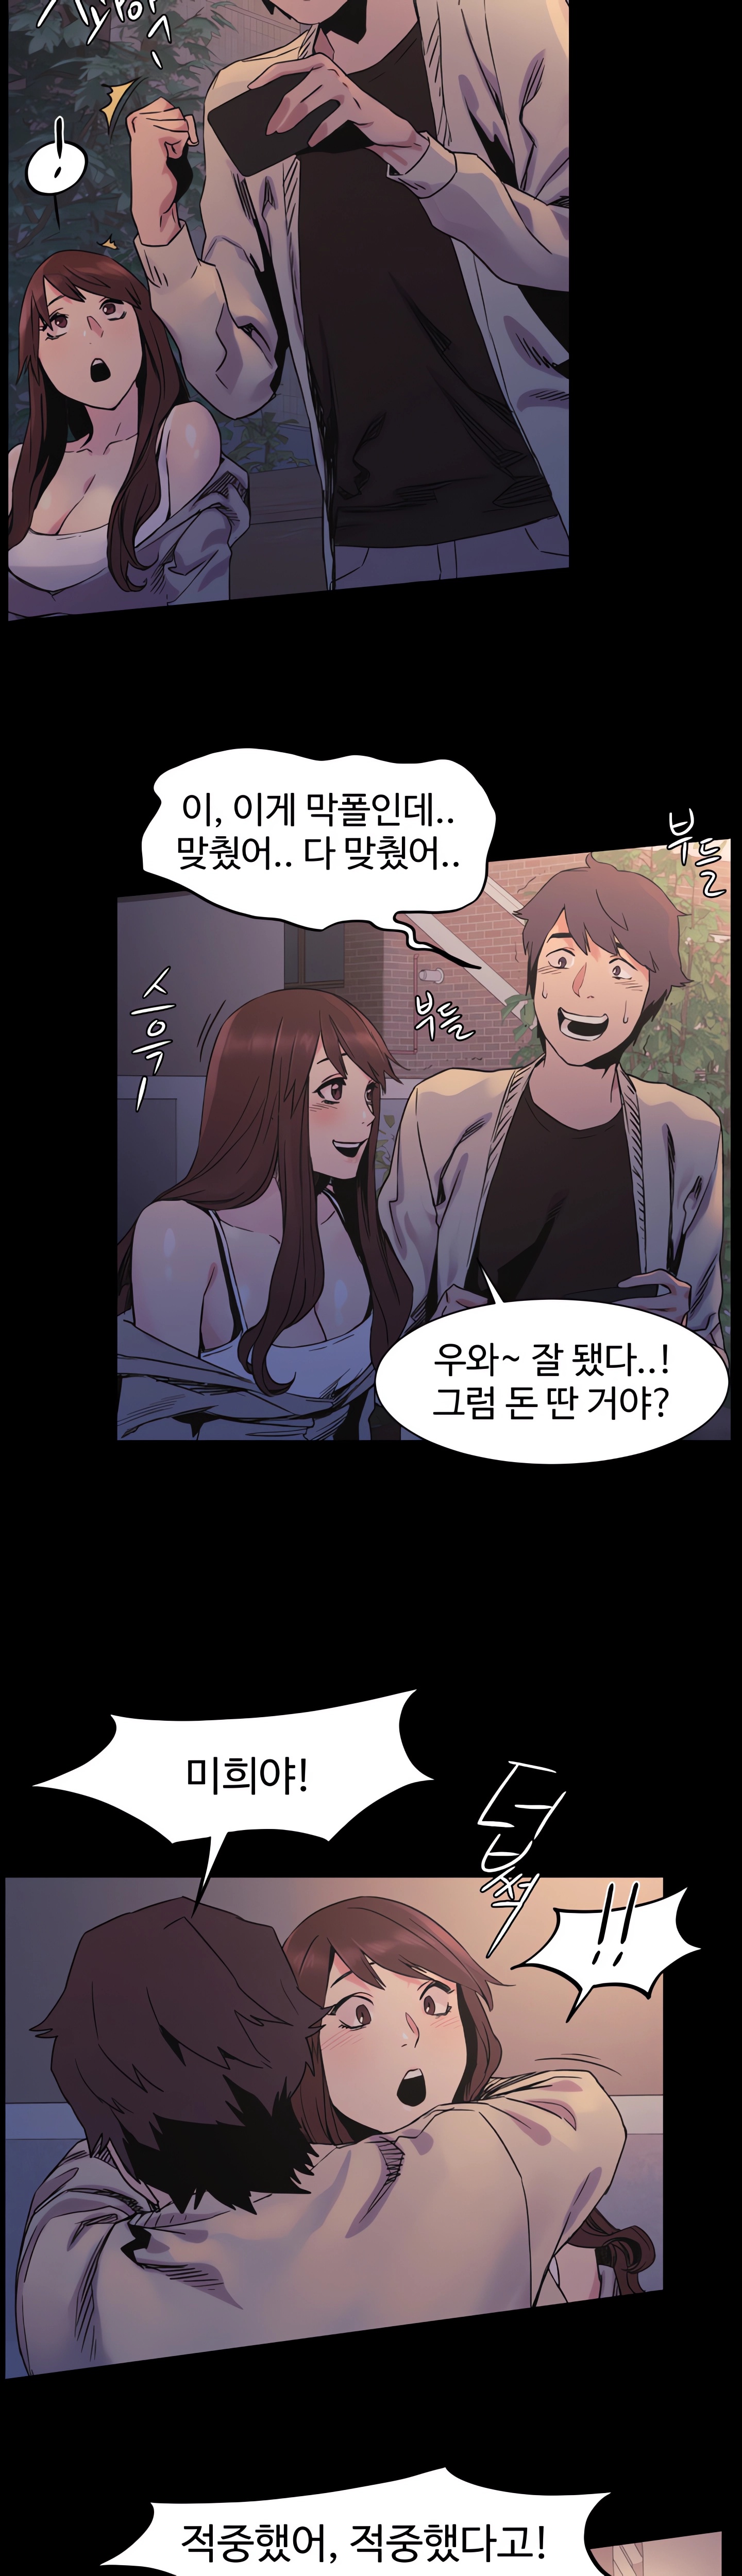 !
이, 이게 막폴인데..
맞췄어.. 다 맞췄어..
부들
스윽
부들
우와~ 잘 됐다..!
그럼 돈 딴 거야?
미희야!
덥썩
!!
적중했어, 적중했다고!